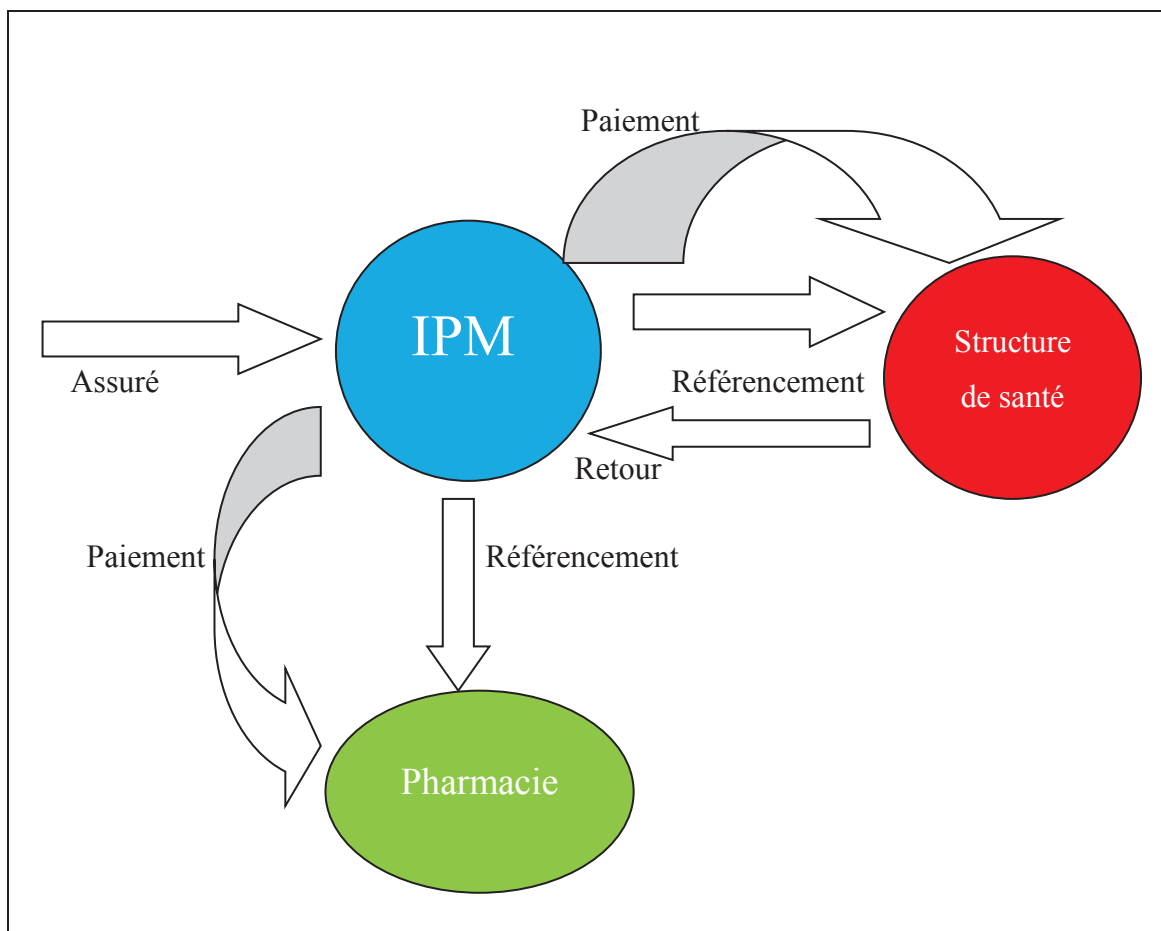 Paiement
IPM
Structure
de santé
Assuré
Référencement
Retour
Paiement
Référencement
Pharmacie